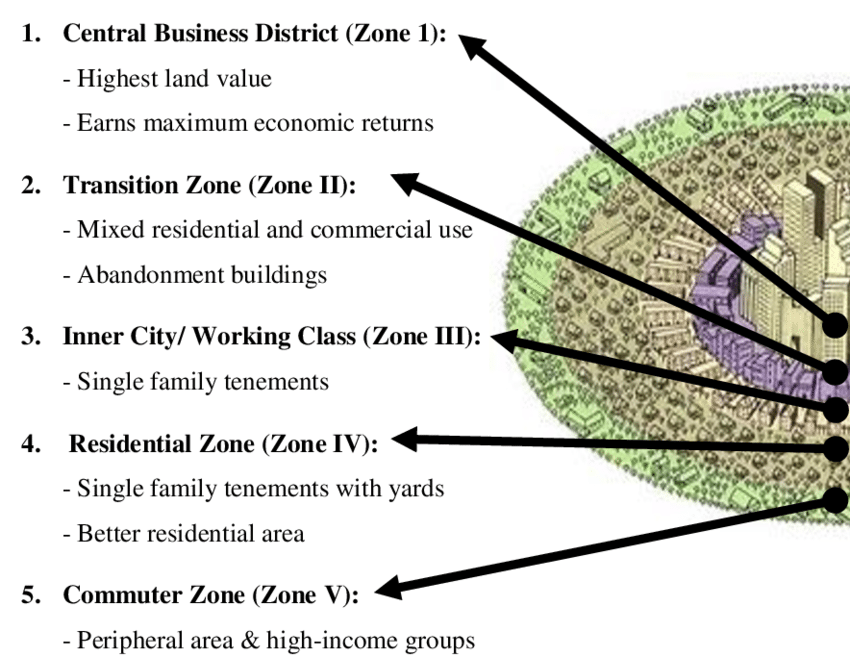 1. Central Business District (Zone 1):
- Highest land value
- Earns maximum economic returns
2. Transition Zone (Zone II):
- Mixed residential and commercial use
- Abandonment buildings
3. Inner City/ Working Class (Zone III):
- Single family tenements
4. Residential Zone (Zone IV):
- Single family tenements with yards
- Better residential area
5. Commuter Zone (Zone V):
- Peripheral area & high-income groups